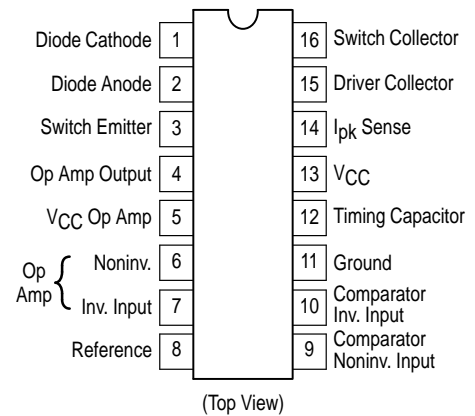 Diode Cathode 1 16 Switch Collector
Diode Anode 2 15 Driver Collector
Switch Emitter 3 14 Ipk Sense
Op Amp Output 4 13 VCC
VCC Op Amp 5 12 Timing Capacitor
Op Amp { Noninv. 6 11 Ground
Inv. Input 7 10 Comparator Inv. Input
Reference 8 9 Comparator Noninv. Input
(Top View)